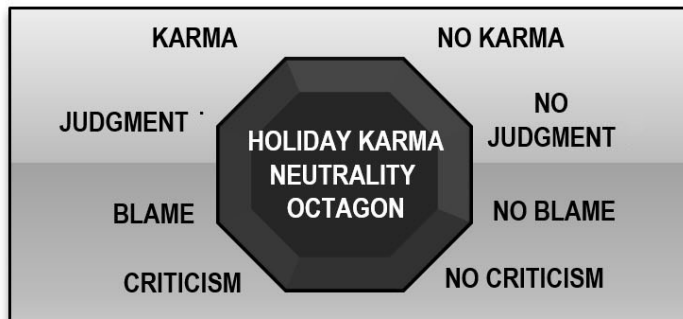 KARMA
NO KARMA
JUDGMENT
NO
JUDGMENT
HOLIDAY KARMA
NEUTRALITY
OCTAGON
BLAME
NO BLAME
CRITICISM
NO CRITICISM